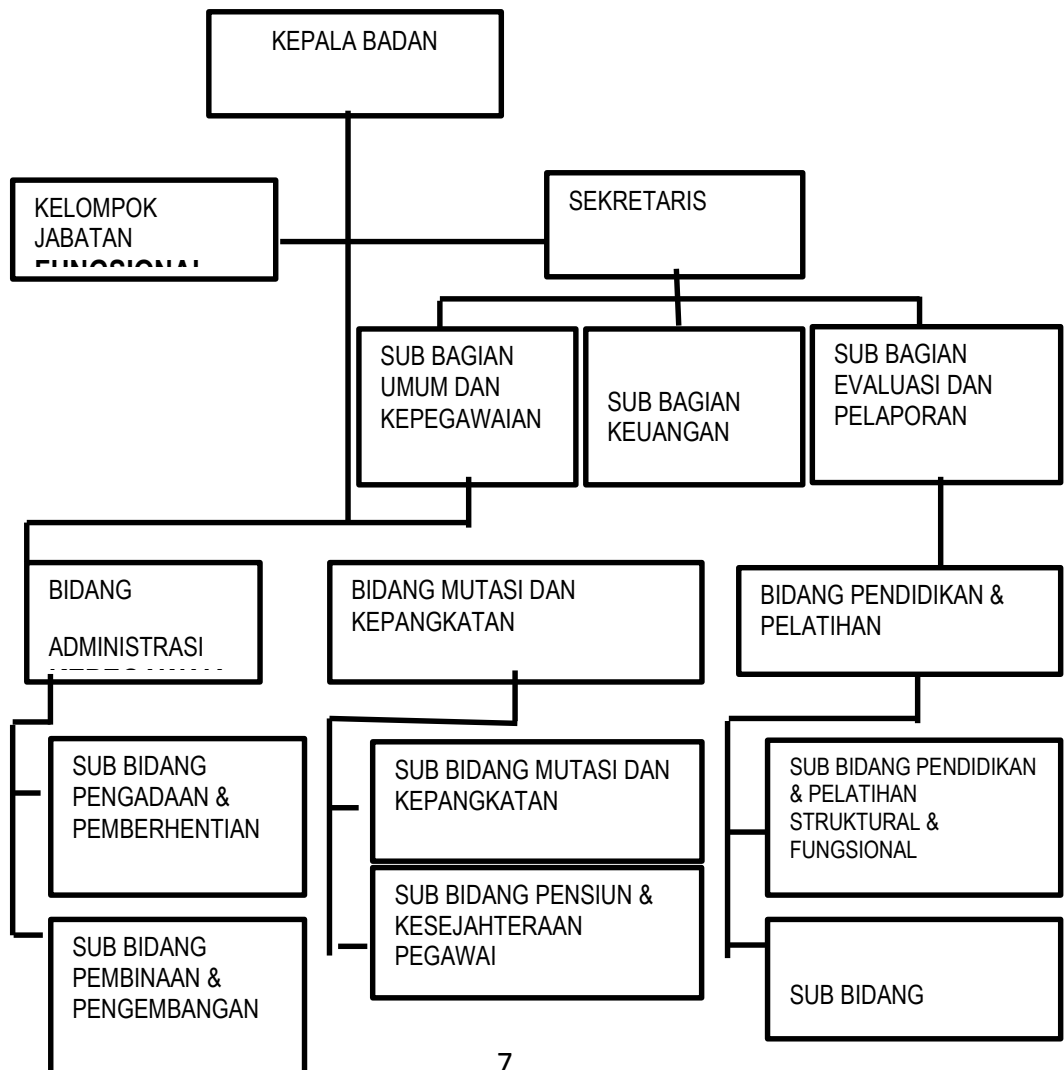 KEPALA BADAN
KELOMPOK
JABATAN
SEKRETARIS
SUB BAGIAN
UMUM DAN
KEPEGAWAIAN
SUB BAGIAN
KEUANGAN
SUB BAGIAN
EVALUASI DAN
PELAPORAN
BIDANG
ADMINISTRASI
BIDANG MUTASI DAN
KEPANGKATAN
BIDANG PENDIDIKAN &
PELATIHAN
SUB BIDANG
PENGADAAN &
PEMBERHENTIAN
SUB BIDANG MUTASI DAN
KEPANGKATAN
SUB BIDANG PENDIDIKAN
& PELATIHAN
STRUKTURAL &
FUNGSIONAL
SUB BIDANG
PEMBINAAN &
PENGEMBANGAN
SUB BIDANG PENSIUN &
KESEJAHTERAAN
PEGAWAI
SUB BIDANG
7